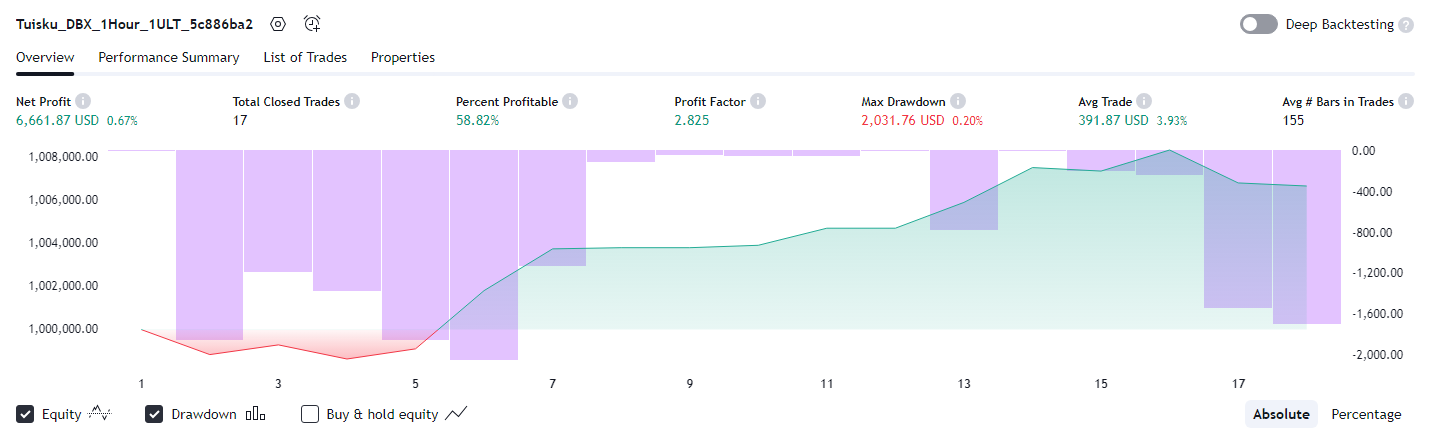 Tuisku_DBX_1Hour_1ULT_5c886ba2
Deep Backtesting ?
Overview Performance Summary List of Trades Properties
Net Profit i Total Closed Trades i Percent Profitable i Profit Factor i Max Drawdown i Avg Trade i Avg # Bars in Trades i
6,661.87 USD 0.67% 17 58.82% 2.825 2,031.76 USD 0.20% 391.87 USD 3.93% 155
1,008,000.00 0.00
1,006,000.00 -400.00
1,004,000.00 -800.00
1,002,000.00 -1,200.00
1,000,000.00 -1,600.00
-2,000.00
1 3 5 7 9 11 13 15 17
Equity Drawdown Buy & hold equity Absolute Percentage